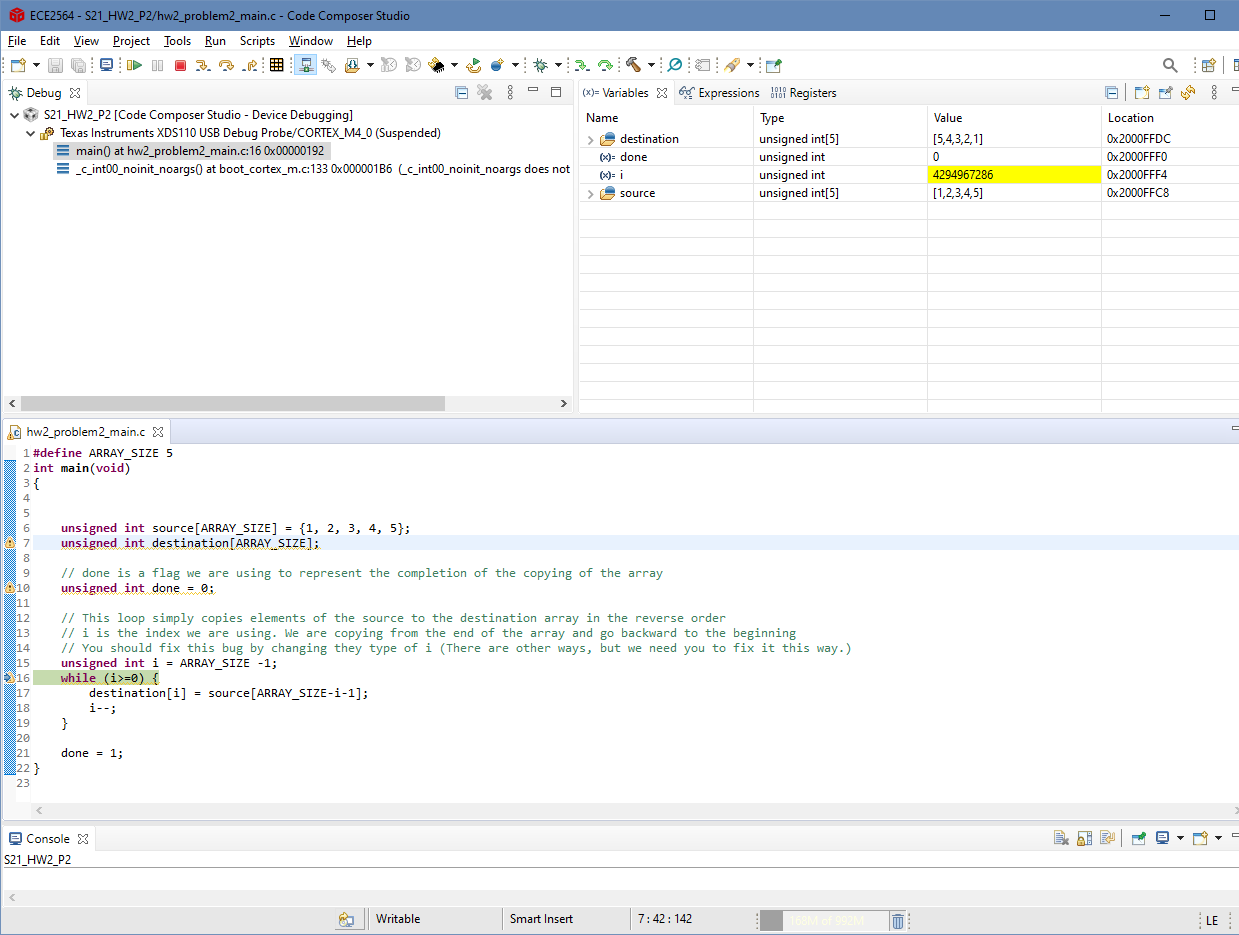 ECE2564 - S21_HW2_P2/hw2_problem2_main.c - Code Composer Studio
File Edit View Project Tools Run Scripts Window Help
Debug
S21_HW2_P2 [Code Composer Studio - Device Debugging]
Texas Instruments XDS110 USB Debug Probe/CORTEX_M4_0 (Suspended)
main() at hw2_problem2_main.c:16 0x00000192
_c_int00_noinit_noargs() at boot_cortex_m.c:133 0x000001B6 (_c_int00_noinit_noargs does not
(x)= Variables Expressions 1010 0101 Registers
Name Type Value Location
destination unsigned int[5] [5,4,3,2,1] 0x2000FFDC
(x)= done unsigned int 0 0x2000FFF0
(x)= i unsigned int 4294967286 0x2000FFF4
source unsigned int[5] [1,2,3,4,5] 0x2000FFC8
hw2_problem2_main.c
1 #define ARRAY_SIZE 5
2 int main(void)
3 {
4
5
6 unsigned int source[ARRAY_SIZE] = {1, 2, 3, 4, 5};
7 unsigned int destination[ARRAY_SIZE];
8
9 // done is a flag we are using to represent the completion of the copying of the array
10 unsigned int done = 0;
11
12 // This loop simply copies elements of the source to the destination array in the reverse order
13 // i is the index we are using. We are copying from the end of the array and go backward to the beginning
14 // You should fix this bug by changing they type of i (There are other ways, but we need you to fix it this way.)
15 unsigned int i = ARRAY_SIZE -1;
16 while (i>=0) {
17 destination[i] = source[ARRAY_SIZE-i-1];
18 i--;
19 }
20
21 done = 1;
22 }
23
Console
S21_HW2_P2
Writable Smart Insert 7 : 42 : 142 LE